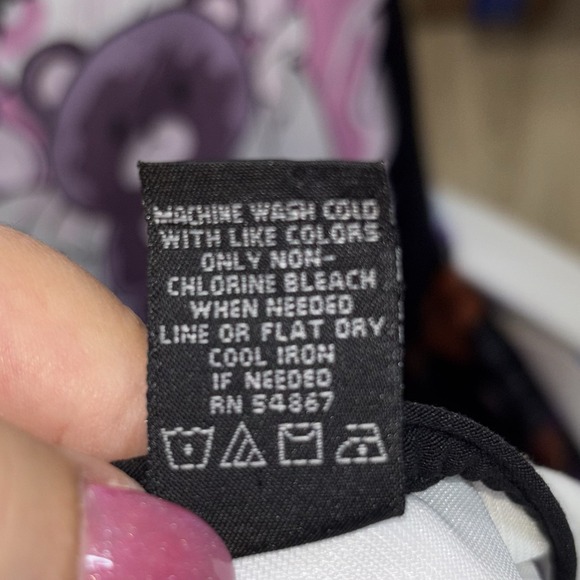 MACHINE WASH COLD
WITH LIKE COLORS
ONLY NON-
CHLORINE BLEACH
WHEN NEEDED
LINE OR FLAT DRY
COOL IRON
IF NEEDED
RN 54867